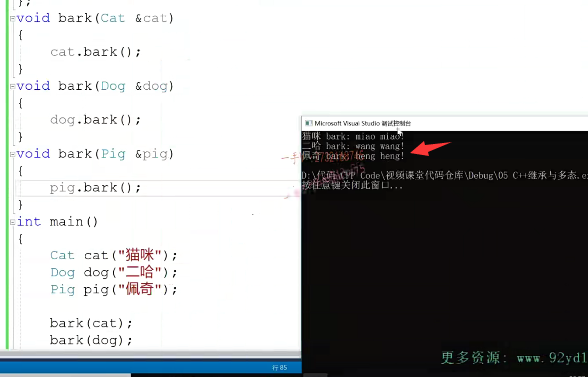 };
void bark(Cat &cat)
{
cat.bark();
}
void bark(Dog &dog)
{
dog.bark();
}
void bark(Pig &pig)
{
pig.bark();
}
int main()
{
Cat cat("猫咪");
Dog dog("二哈");
Pig pig("佩奇");
bark(cat);
bark(dog);
行 85
Microsoft Visual Studio 调试控制台
猫咪 bark: miao miao!
二哈 bark: wang wang!
佩奇 bark: heng heng!
D:\代码\CPP Code\视频课堂代码仓库\Debug\05 C++继承与多态.e
按任意键关闭此窗口...
更多资源: www.92yd1